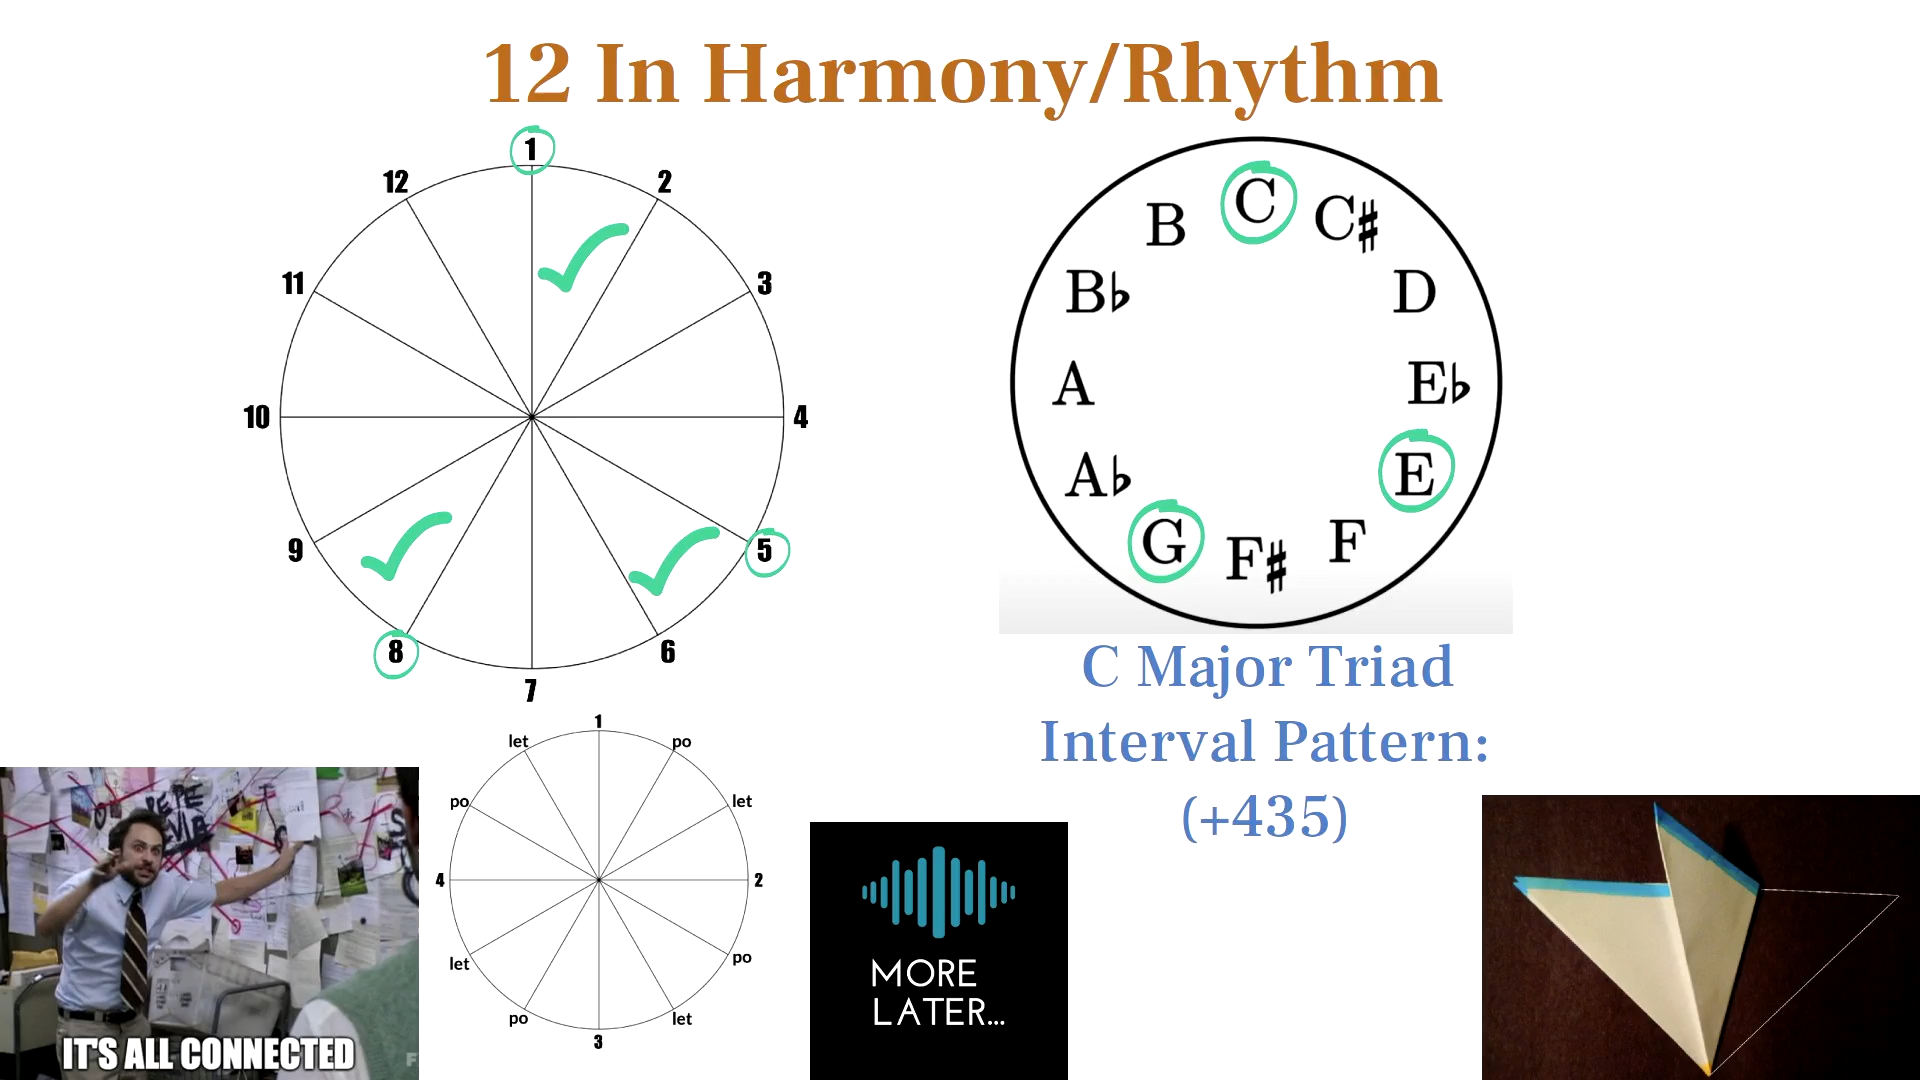 12 In Harmony/Rhythm
1
2
3
4
5
6
7
8
9
10
11
12
C
C♯
D
E♭
E
F
F♯
G
A♭
A
B♭
B
C Major Triad
Interval Pattern:
(+435)
1
po
let
2
po
let
3
po
let
4
po
let
IT'S ALL CONNECTED
MORE
LATER...